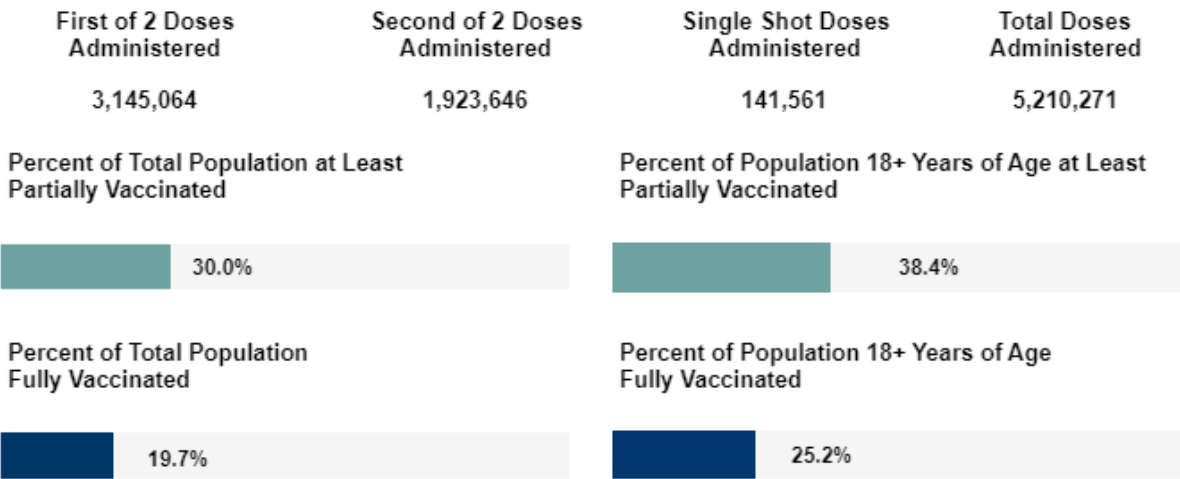 First of 2 Doses
Administered
3,145,064
Second of 2 Doses
Administered
1,923,646
Single Shot Doses
Administered
141,561
Total Doses
Administered
5,210,271
Percent of Total Population at Least
Partially Vaccinated
30.0%
Percent of Population 18+ Years of Age at Least
Partially Vaccinated
38.4%
Percent of Total Population
Fully Vaccinated
19.7%
Percent of Population 18+ Years of Age
Fully Vaccinated
25.2%